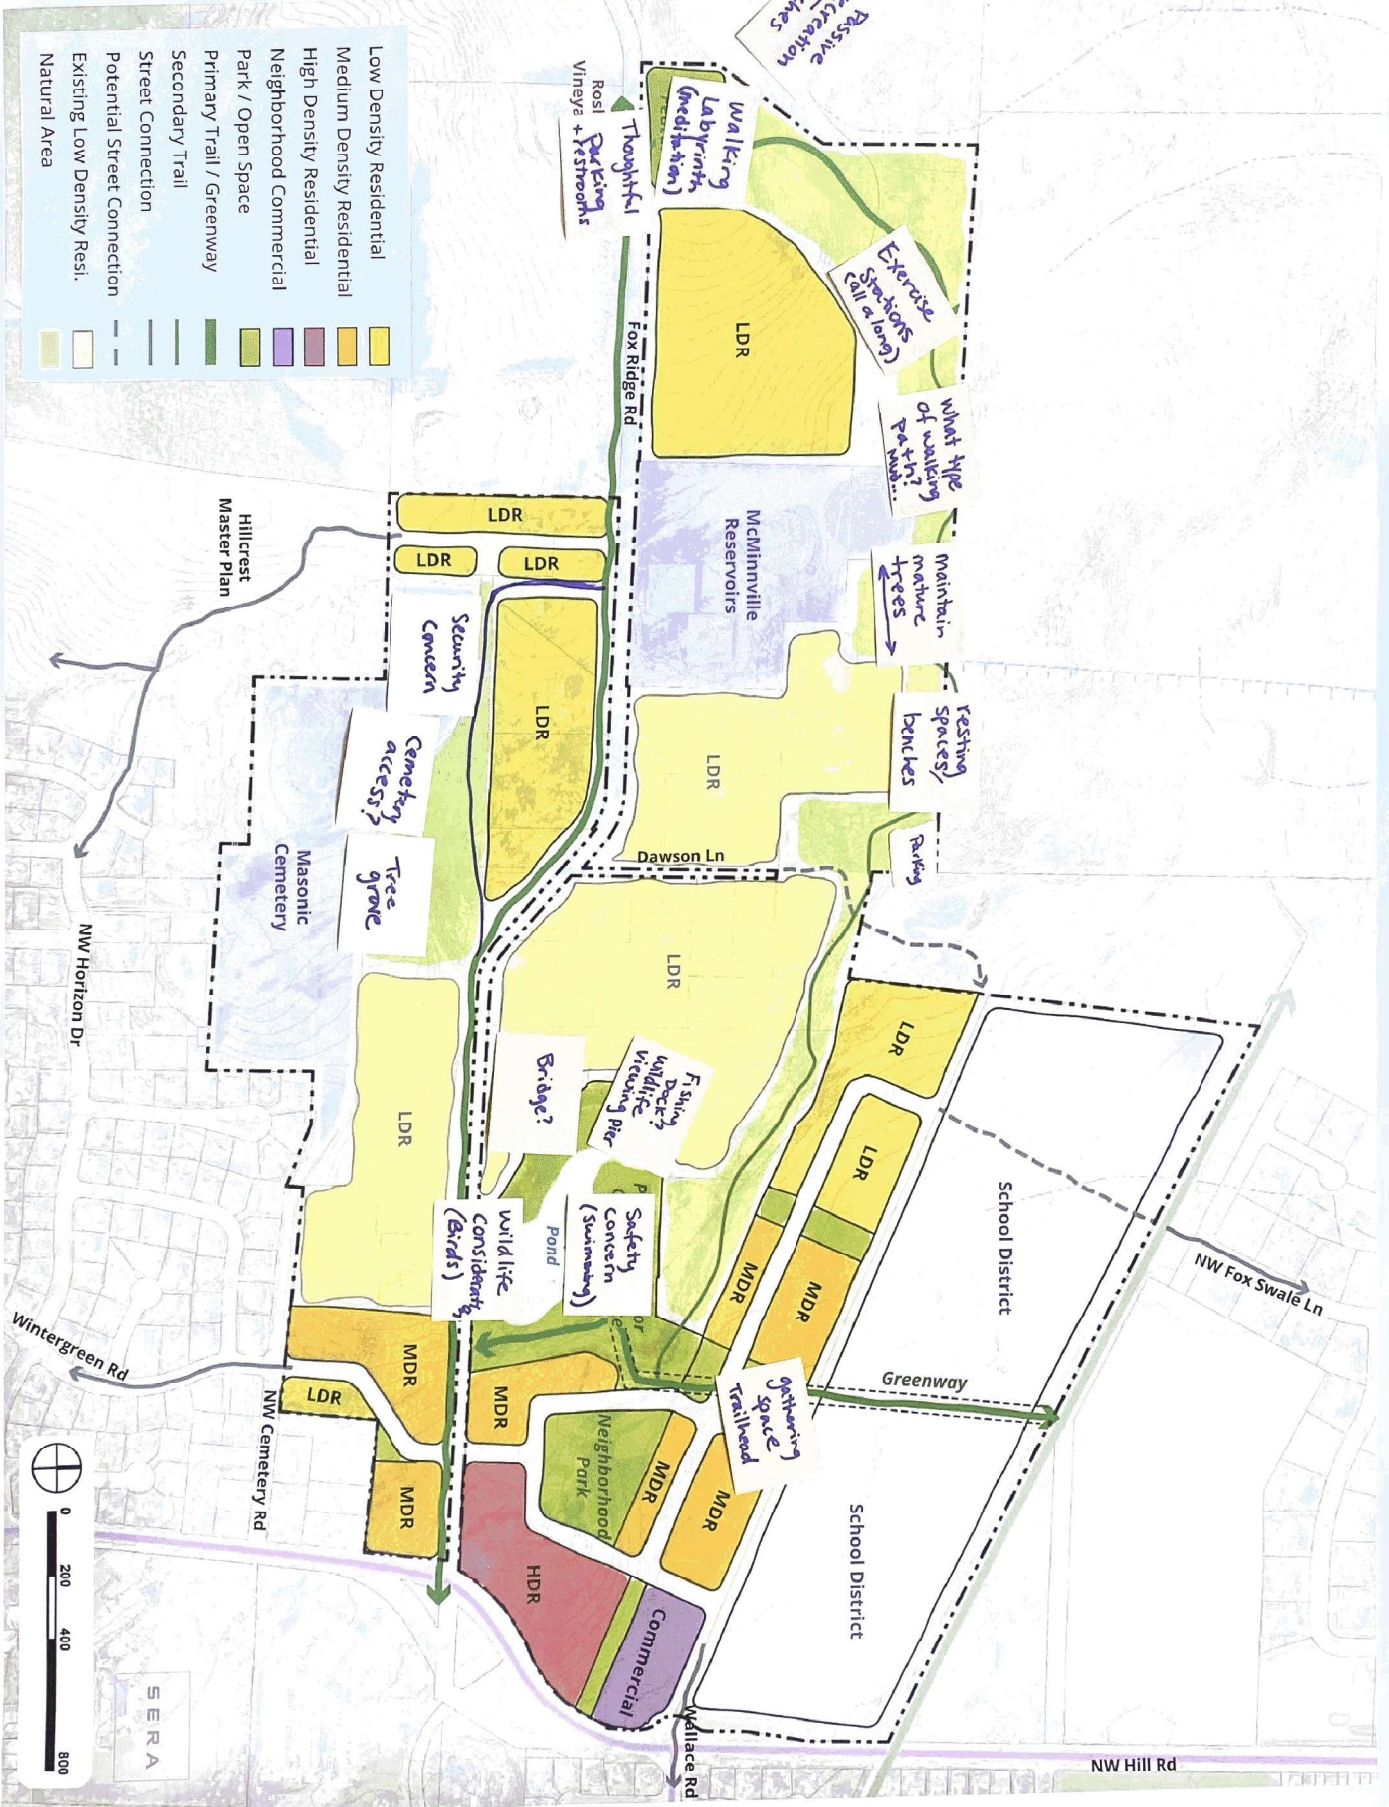 Passive
Walking
Labyrinth
(meditation)
Thoughtful
Parking
+ restrooms
Fox Ridge Rd
LDR
Exercise
Stations
(all along)
What type
of walking
path?
Mud...
maintain
mature
trees
resting
spaces/
benches
Parking
McMinnville
Reservoirs
LDR
Dawson Ln
LDR
LDR
LDR
LDR
LDR
Hillcrest
Master Plan
Security
Concern
Cemetery
access?
Tree
grove
Masonic
Cemetery
NW Horizon Dr
LDR
LDR
LDR
Bridge?
Fishing
Dock?
Wildlife
Viewing Pier
Safety
Concern
(swimming)
Pond
Wildlife
(Birds)
MDR
MDR
School District
NW Fox Swale Ln
Greenway
gathering
space
Trailhead
MDR
LDR
MDR
MDR
Neighborhood
Park
MDR
MDR
HDR
Commercial
School District
Wintergreen Rd
NW Cemetery Rd
Wallace Rd
NW Hill Rd
Low Density Residential
Medium Density Residential
High Density Residential
Neighborhood Commercial
Park / Open Space
Primary Trail / Greenway
Secondary Trail
Street Connection
Potential Street Connection
Existing Low Density Resi.
Natural Area
0 200 400 800
SERA